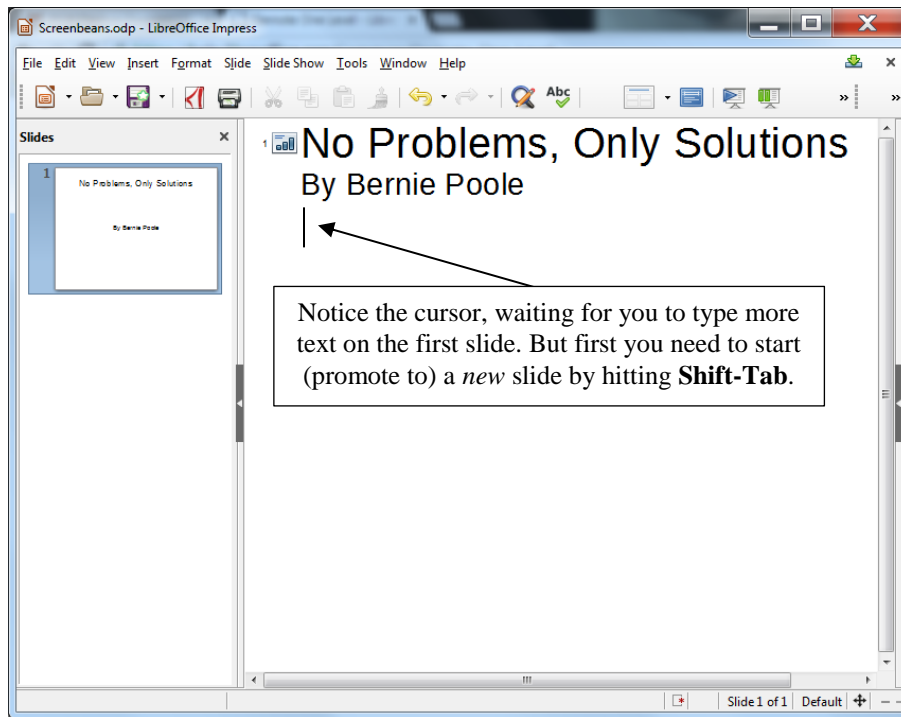 Screenbeans.odp - LibreOffice Impress
File Edit View Insert Format Slide Slide Show Tools Window Help
Abc
Slides
1
No Problems, Only Solutions
By Bernie Poole
1
No Problems, Only Solutions
By Bernie Poole
Notice the cursor, waiting for you to type more
text on the first slide. But first you need to start
(promote to) a new slide by hitting Shift-Tab.
Slide 1 of 1 Default